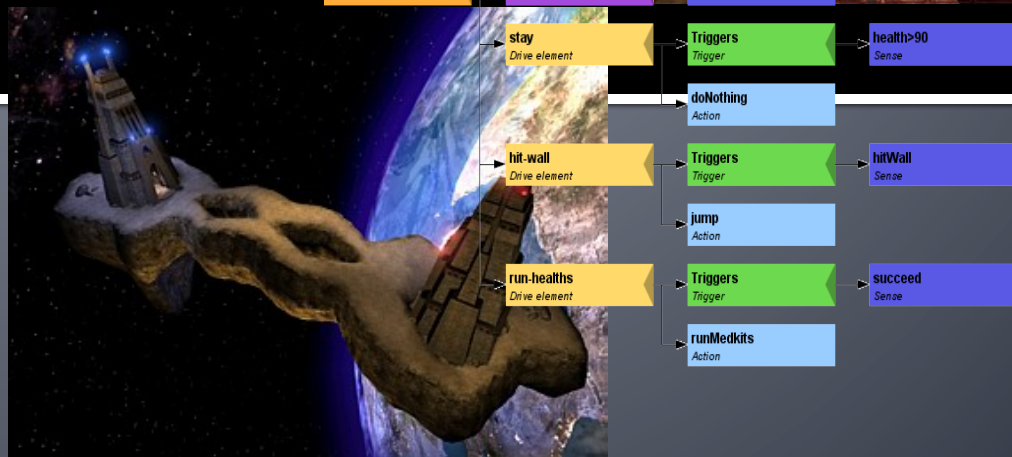 stay
Drive element
Triggers
Trigger
health>90
Sense
doNothing
Action
hit-wall
Drive element
Triggers
Trigger
hitWall
Sense
jump
Action
run-healths
Drive element
Triggers
Trigger
succeed
Sense
runMedkits
Action